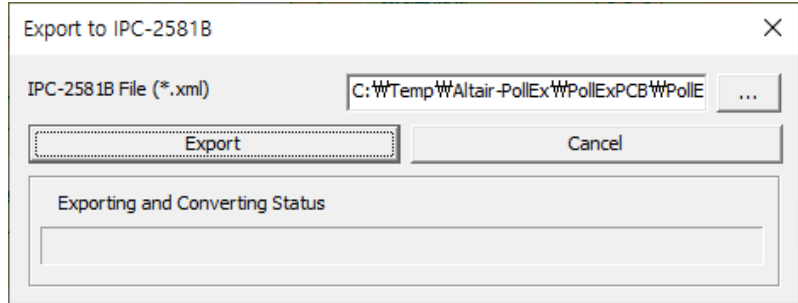 Export to IPC-2581B
IPC-2581B File (*.xml) C:₩Temp₩Altair-PollEx₩PollExPCB₩PollE ...
Export Cancel
Exporting and Converting Status